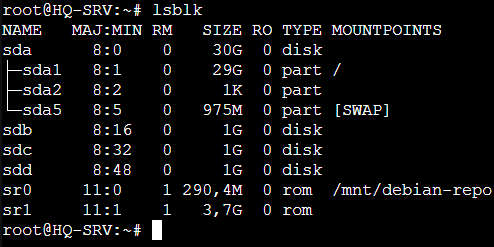 root@HQ-SRV:~# lsblk
NAME   MAJ:MIN RM   SIZE RO TYPE MOUNTPOINTS
sda      8:0    0    30G  0 disk
├─sda1   8:1    0    29G  0 part /
├─sda2   8:2    0     1K  0 part
└─sda5   8:5    0   975M  0 part [SWAP]
sdb      8:16   0     1G  0 disk
sdc      8:32   0     1G  0 disk
sdd      8:48   0     1G  0 disk
sr0     11:0    1 290,4M  0 rom  /mnt/debian-repo
sr1     11:1    1   3,7G  0 rom
root@HQ-SRV:~#